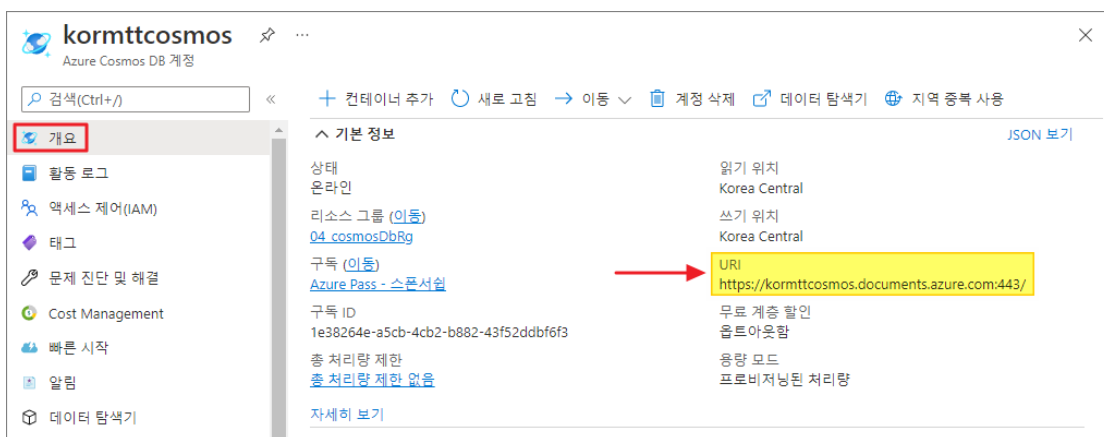 kormttcosmos
Azure Cosmos DB 계정
검색(Ctrl+/)
개요
활동 로그
액세스 제어(IAM)
태그
문제 진단 및 해결
Cost Management
빠른 시작
알림
데이터 탐색기
컨테이너 추가 새로 고침 이동 계정 삭제 데이터 탐색기 지역 중복 사용
기본 정보 JSON 보기
상태
온라인
리소스 그룹 (이동)
04_cosmosDbRg
구독 (이동)
Azure Pass - 스폰서쉽
구독 ID
1e38264e-a5cb-4cb2-b882-43f52ddbf6f3
총 처리량 제한
총 처리량 제한 없음
자세히 보기
읽기 위치
Korea Central
쓰기 위치
Korea Central
URI
https://kormttcosmos.documents.azure.com:443/
무료 계층 할인
옵트아웃함
용량 모드
프로비저닝된 처리량